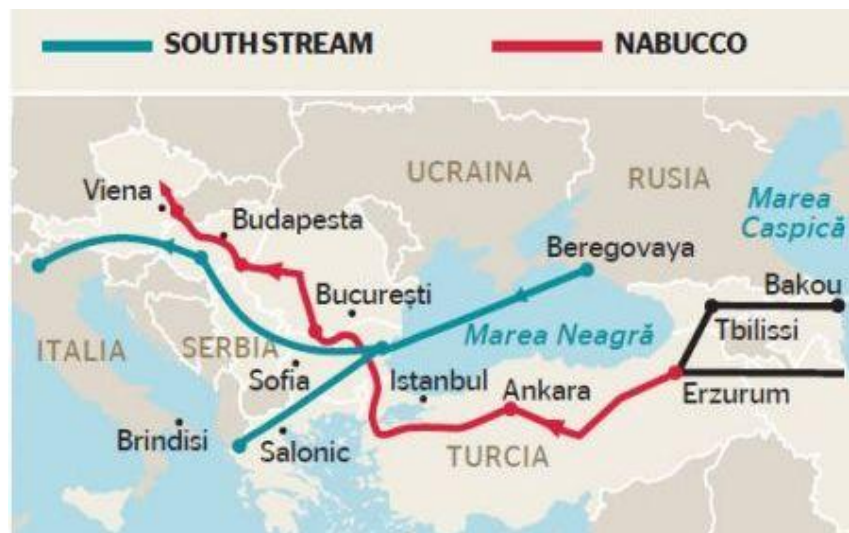 SOUTH STREAM
NABUCCO
UCRAINA
RUSIA
Marea
Caspică
Viena
Budapesta
Beregovaya
București
Bakou
Tbilissi
Marea Neagră
ITALIA
SERBIA
Sofia
Istanbul
Ankara
Erzurum
Brindisi
Salonic
TURCIA